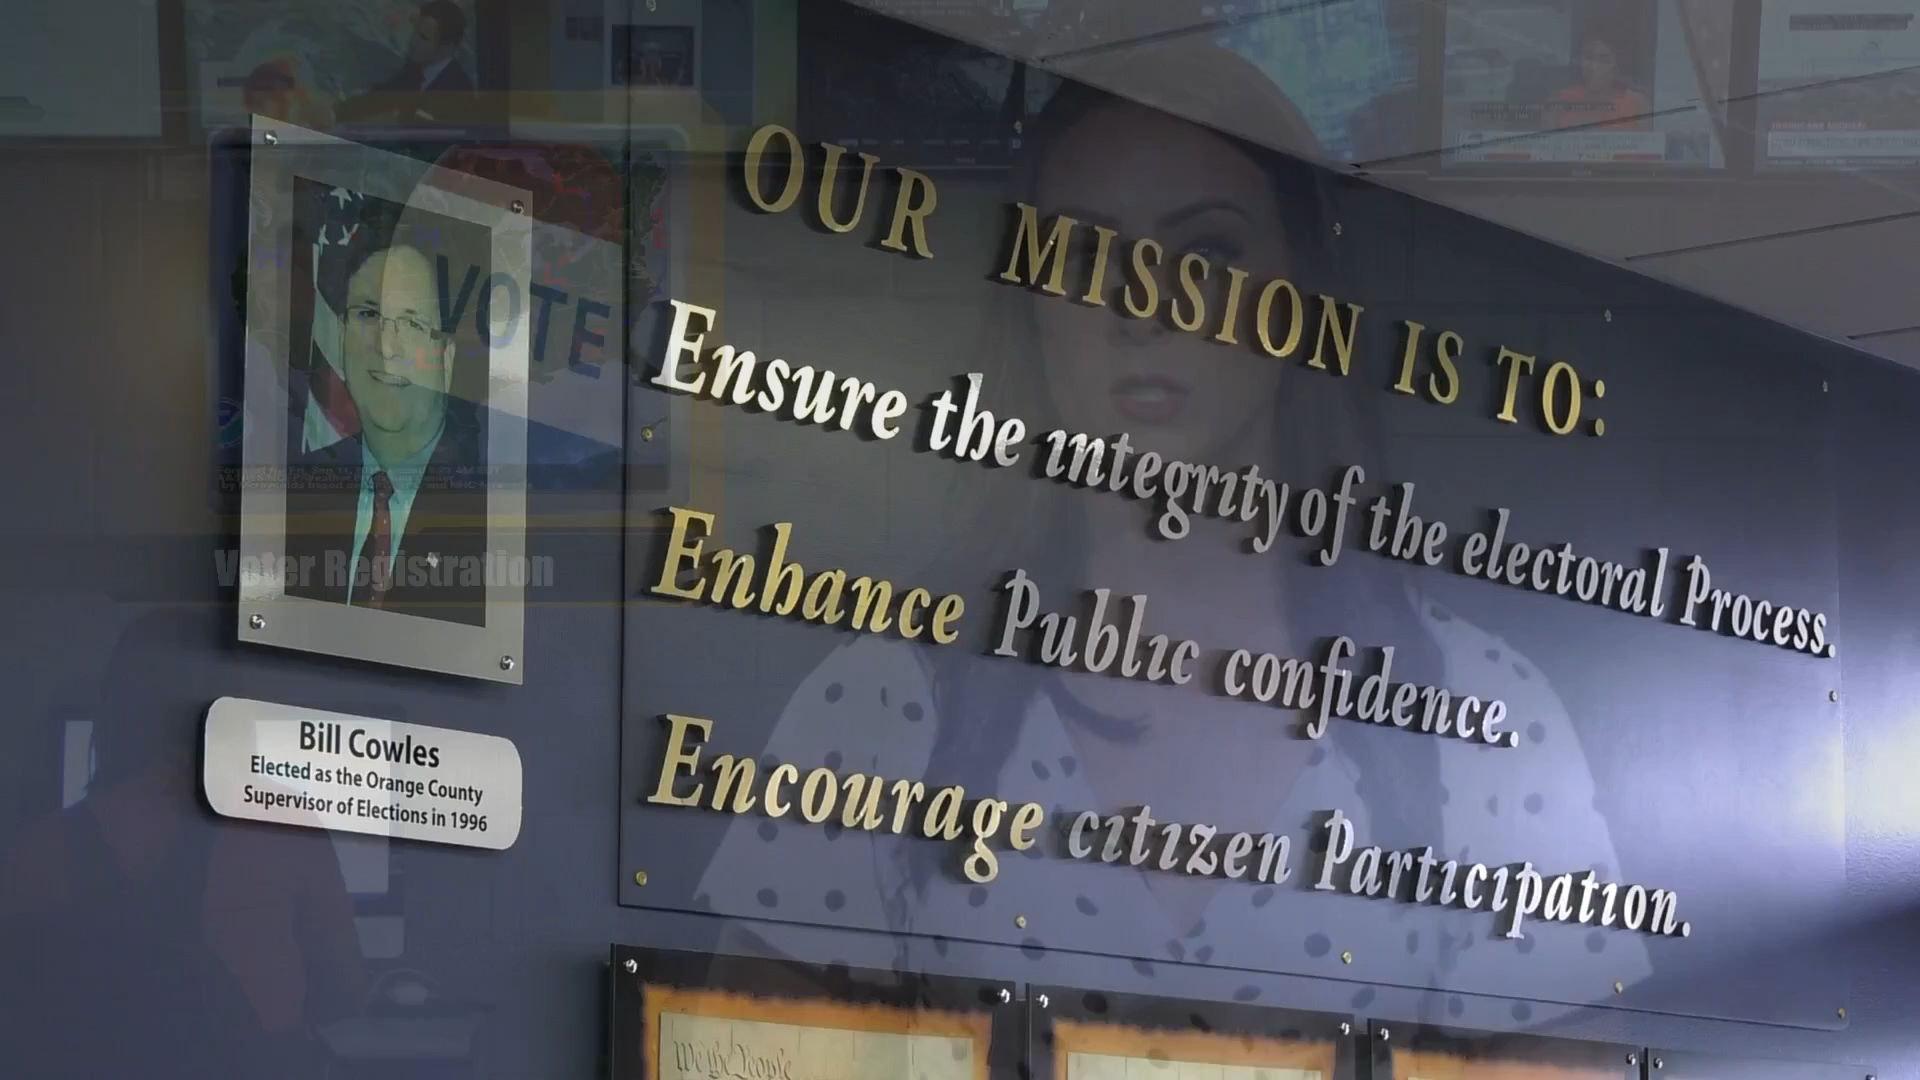 OUR MISSION IS TO:
Ensure the integrity of the electoral Process.
Enhance Public confidence.
Encourage citizen Participation.
VOTE
Voter Registration
Bill Cowles
Elected as the Orange County
Supervisor of Elections in 1996
We the People